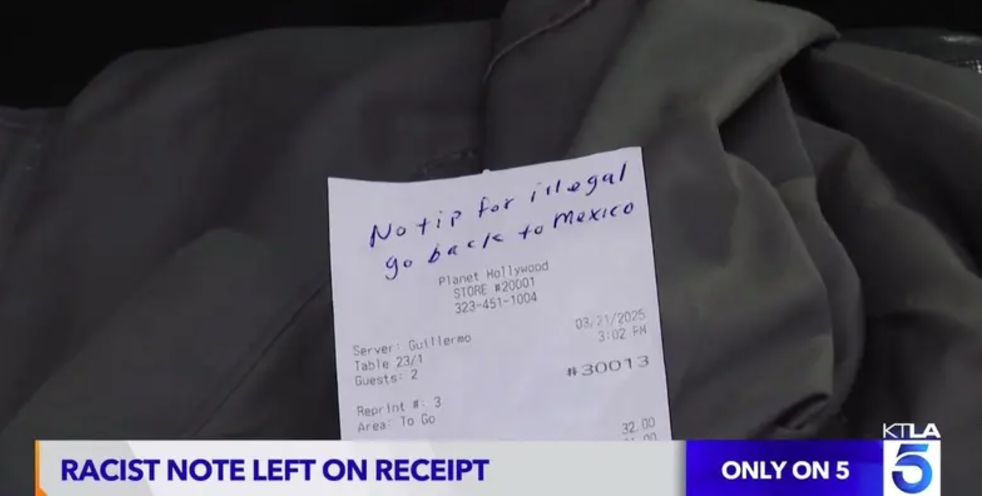 No tip for illegal
go back to Mexico
Planet Hollywood
STORE #20001
323-451-1004
Server: Guillermo
03/21/2025
Table 23/1
3:02 PM
Guests: 2
#30013
Reprint #: 3
Area: To Go
32.00
KTLA
5
RACIST NOTE LEFT ON RECEIPT
ONLY ON 5